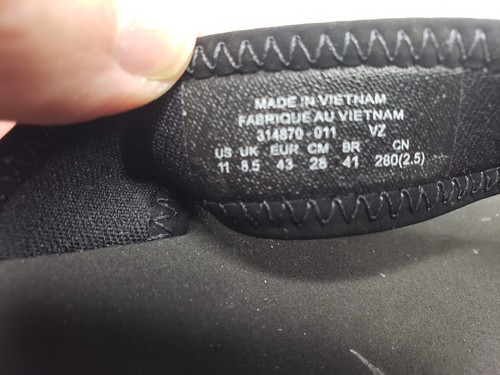 MADE IN VIETNAM
FABRIQUE AU VIETNAM
314870 - 011 VZ
US UK EUR CM BR CN
11 8.5 43 28 41 280(2.5)